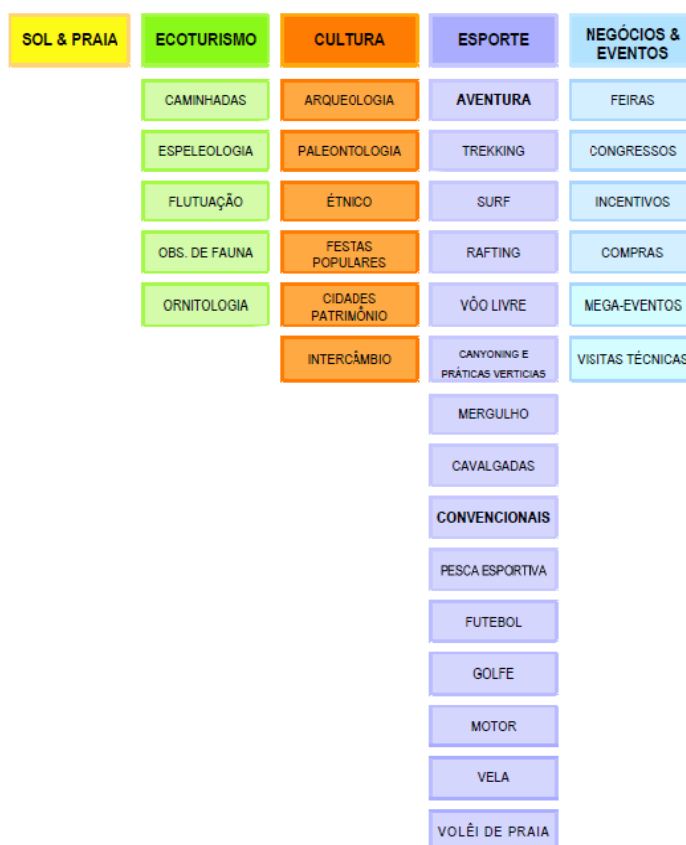 SOL & PRAIA
ECOTURISMO
CAMINHADAS
ESPELEOLOGIA
FLUTUAÇÃO
OBS. DE FAUNA
ORNITOLOGIA
CULTURA
ARQUEOLOGIA
PALEONTOLOGIA
ÉTNICO
FESTAS
POPULARES
CIDADES
PATRIMÔNIO
INTERCÂMBIO
ESPORTE
AVENTURA
TREKKING
SURF
RAFTING
VÔO LIVRE
CANYONING E
PRÁTICAS VERTICIAS
MERGULHO
CAVALGADAS
CONVENCIONAIS
PESCA ESPORTIVA
FUTEBOL
GOLFE
MOTOR
VELA
VOLÊI DE PRAIA
NEGÓCIOS &
EVENTOS
FEIRAS
CONGRESSOS
INCENTIVOS
COMPRAS
MEGA-EVENTOS
VISITAS TÉCNICAS